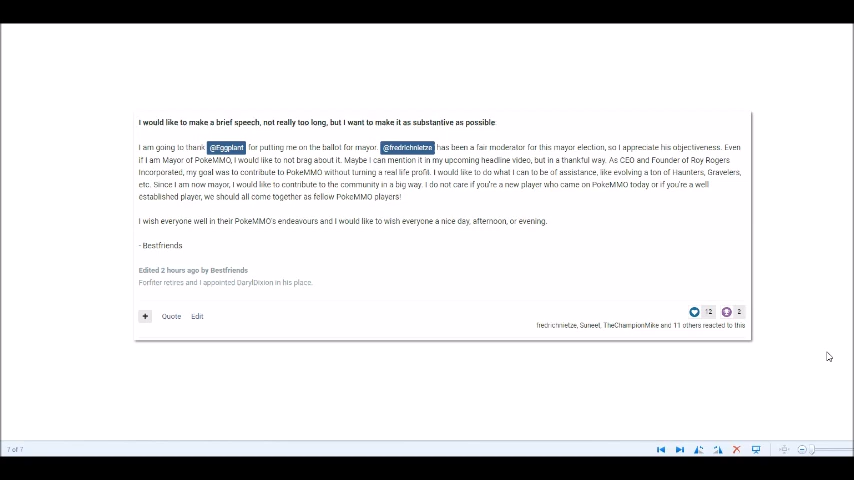 I would like to make a brief speech, not really too long, but I want to make it as substantive as possible
I am going to thank @Eggplant for putting me on the ballot for mayor. @fredrichnietze has been a fair moderator for this mayor election, so I appreciate his objectiveness. Even
if I am Mayor of PokeMMO, I would like to not brag about it. Maybe I can mention it in my upcoming headline video, but in a thankful way. As CEO and Founder of Roy Rogers
Incorporated, my goal was to contribute to PokeMMO without turning a real life profit. I would like to do what I can to be of assistance, like evolving a ton of Haunters, Gravelers,
etc. Since I am now mayor, I would like to contribute to the community in a big way. I do not care if you're a new player who came on PokeMMO today or if you're a well
established player, we should all come together as fellow PokeMMO players!
I wish everyone well in their PokeMMO's endeavours and I would like to wish everyone a nice day, afternoon, or evening.
- Bestfriends
Edited 2 hours ago by Bestfriends
Forfiter retires and I appointed DarylDixion in his place.
+ Quote Edit
12 2
fredrichnietze, Suneet, TheChampionMike and 11 others reacted to this
7 of 7